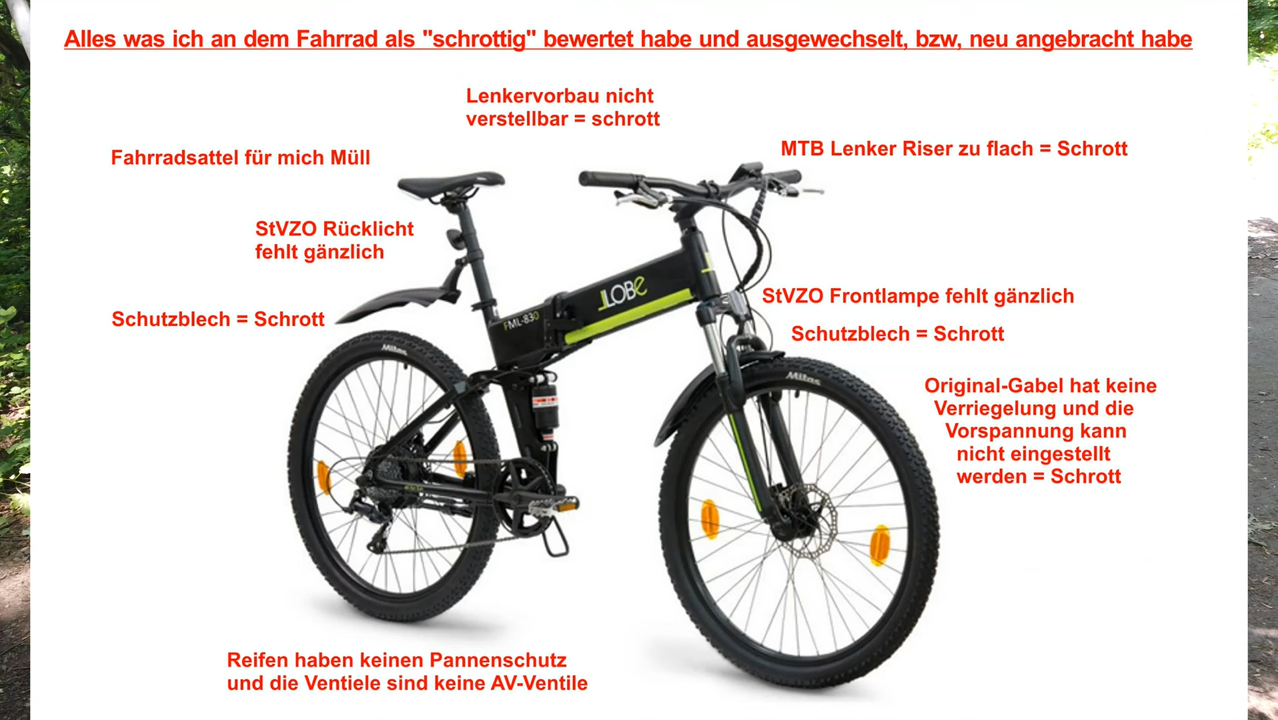 Alles was ich an dem Fahrrad als "schrottig" bewertet habe und ausgewechselt, bzw, neu angebracht habe
Lenkervorbau nicht
verstellbar = schrott
MTB Lenker Riser zu flach = Schrott
Fahrradsattel für mich Müll
StVZO Rücklicht
fehlt gänzlich
StVZO Frontlampe fehlt gänzlich
Schutzblech = Schrott
Schutzblech = Schrott
LLOBe
FML-830
Mitas
Mitas
Original-Gabel hat keine
Verriegelung und die
Vorspannung kann
nicht eingestellt
werden = Schrott
Reifen haben keinen Pannenschutz
und die Ventiele sind keine AV-Ventile